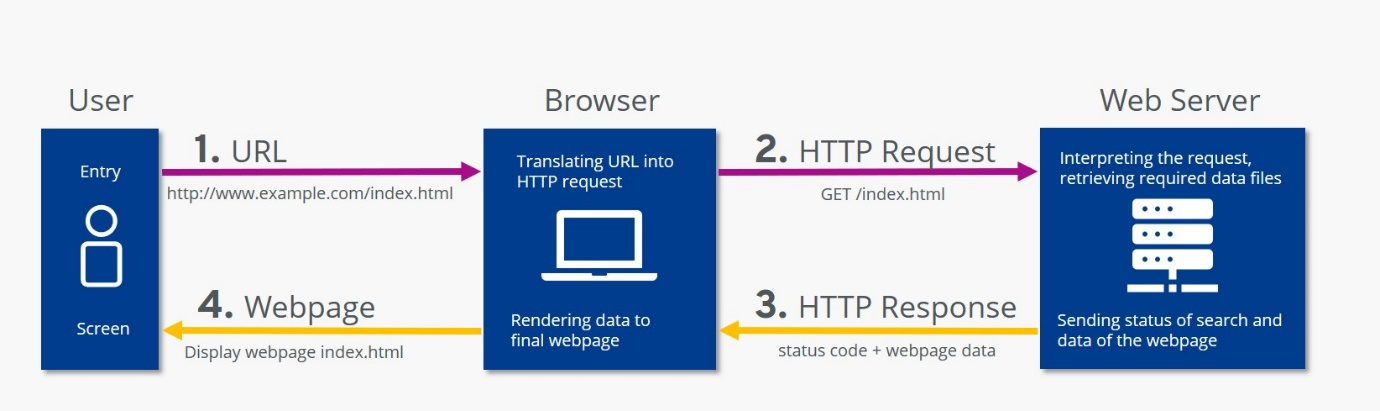 User
Browser
Web Server
Entry
1. URL
http://www.example.com/index.html
Translating URL into
HTTP request
2. HTTP Request
GET /index.html
Interpreting the request,
retrieving required data files
Screen
4. Webpage
Display webpage index.html
Rendering data to
final webpage
3. HTTP Response
status code + webpage data
Sending status of search and
data of the webpage